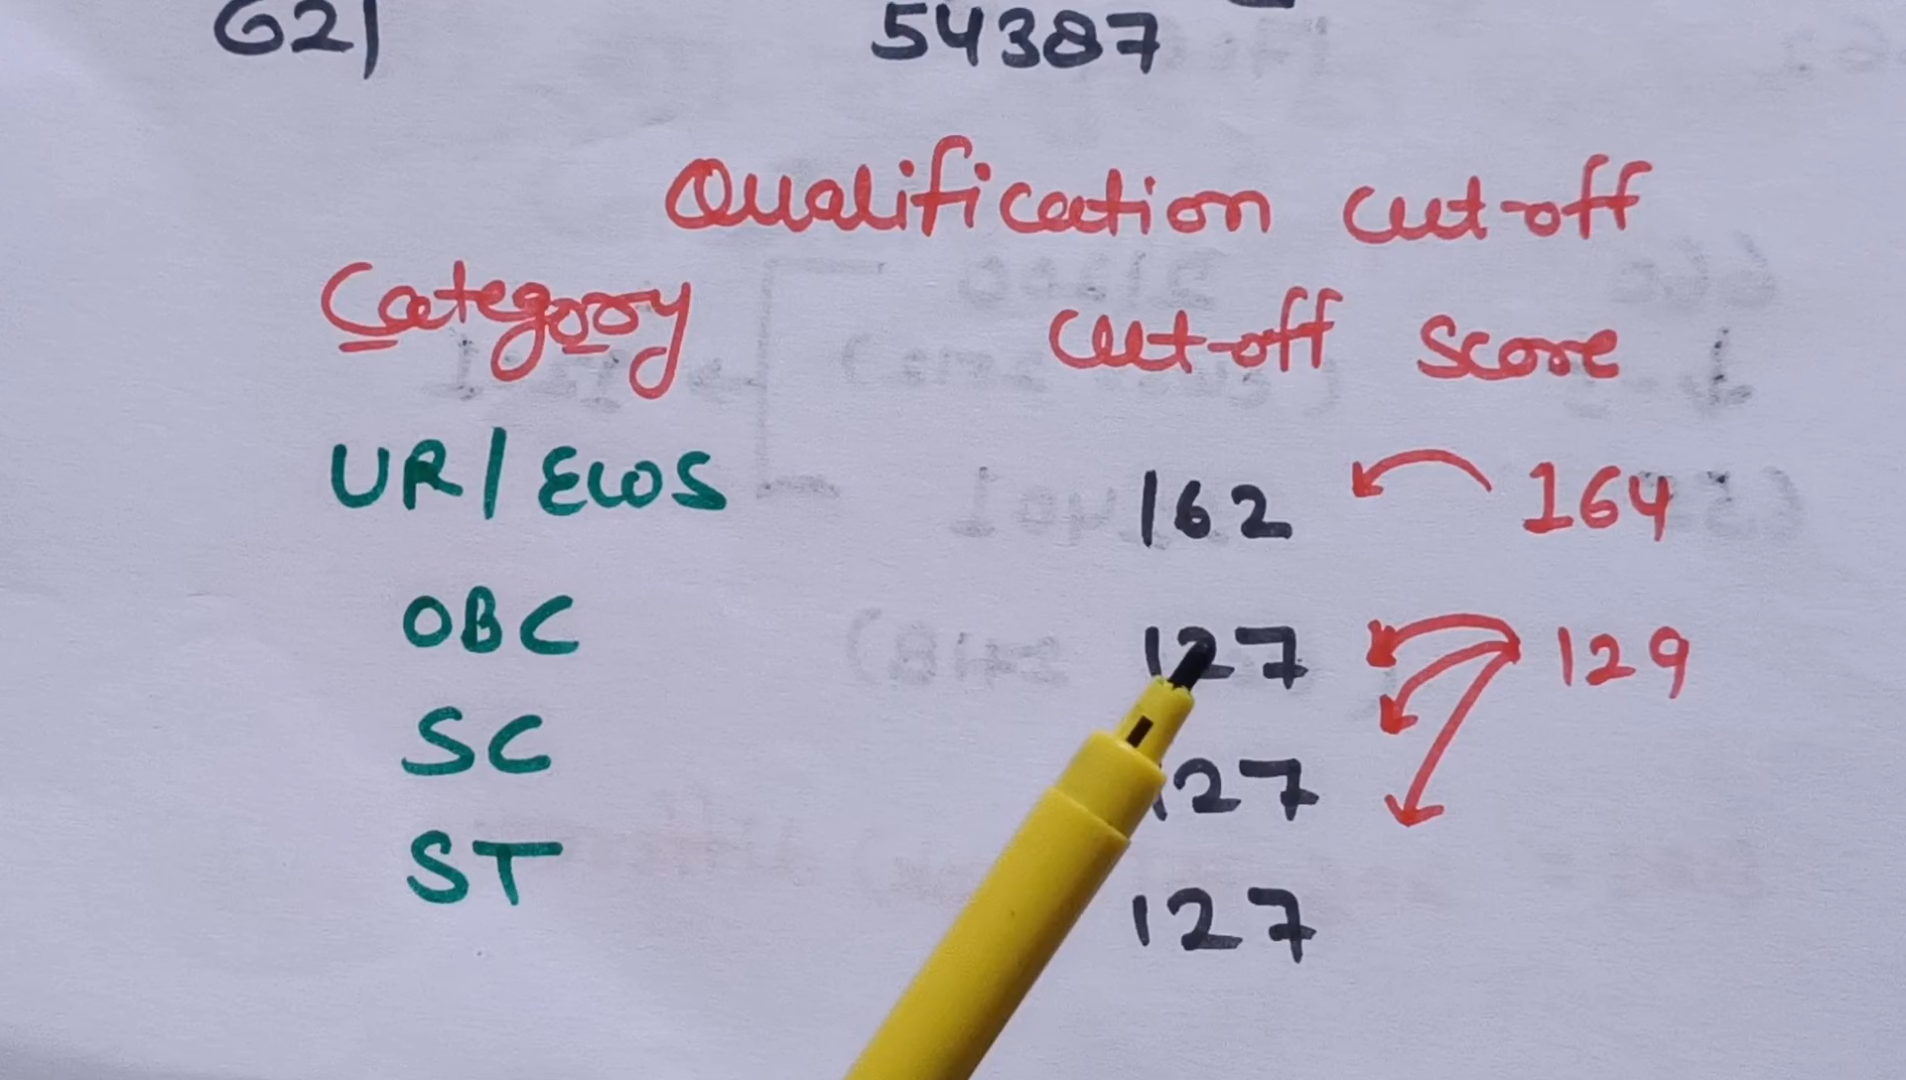 621 54387
Qualification cut-off
Category cut-off score
UR/EWS 162 164
OBC 127 129
SC 127
ST 127